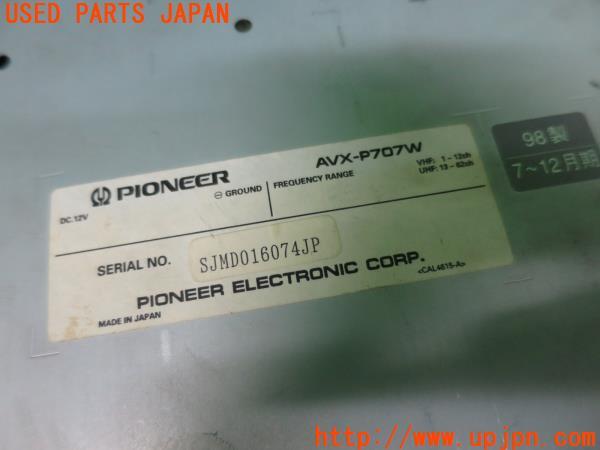 USED PARTS JAPAN
PIONEER
AVX-P707W
DC.12V
⊖ GROUND
FREQUENCY RANGE
VHF: 1 - 12ch
UHF: 13 - 62ch
SERIAL NO. SJMD016074JP
PIONEER ELECTRONIC CORP.
MADE IN JAPAN
<CAL4615-A>
98製
7~12月期
UPJ http://www.upjpn.com